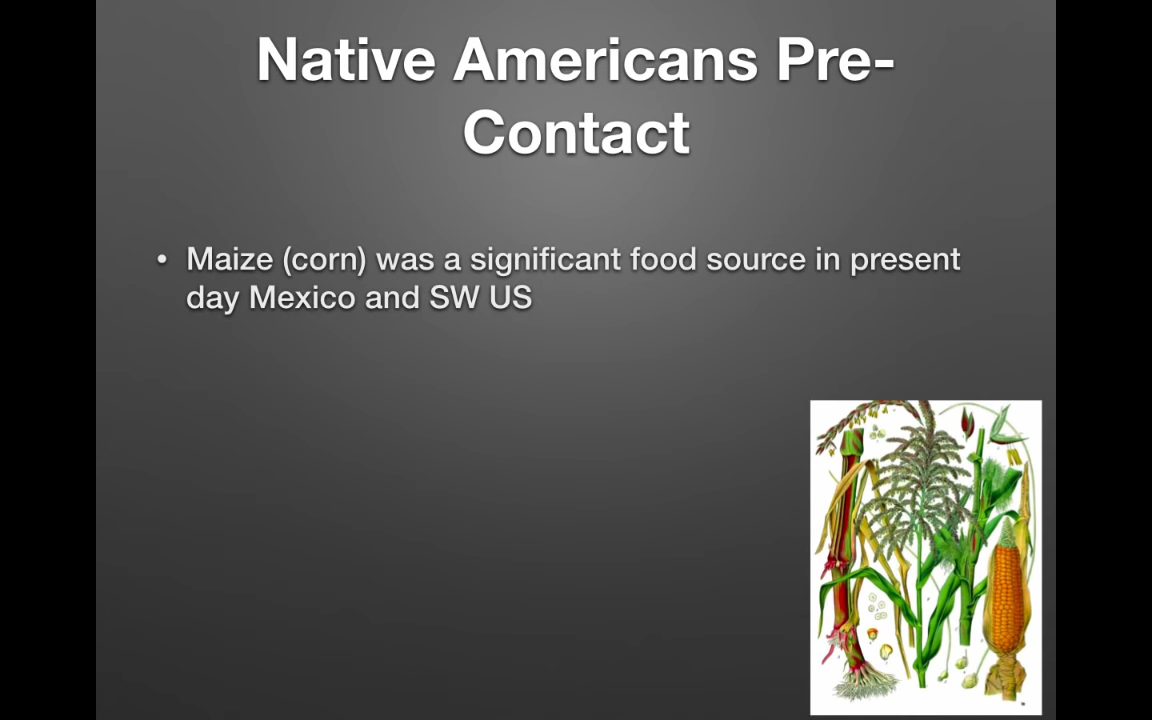 Native Americans Pre-
Contact
• Maize (corn) was a significant food source in present
day Mexico and SW US